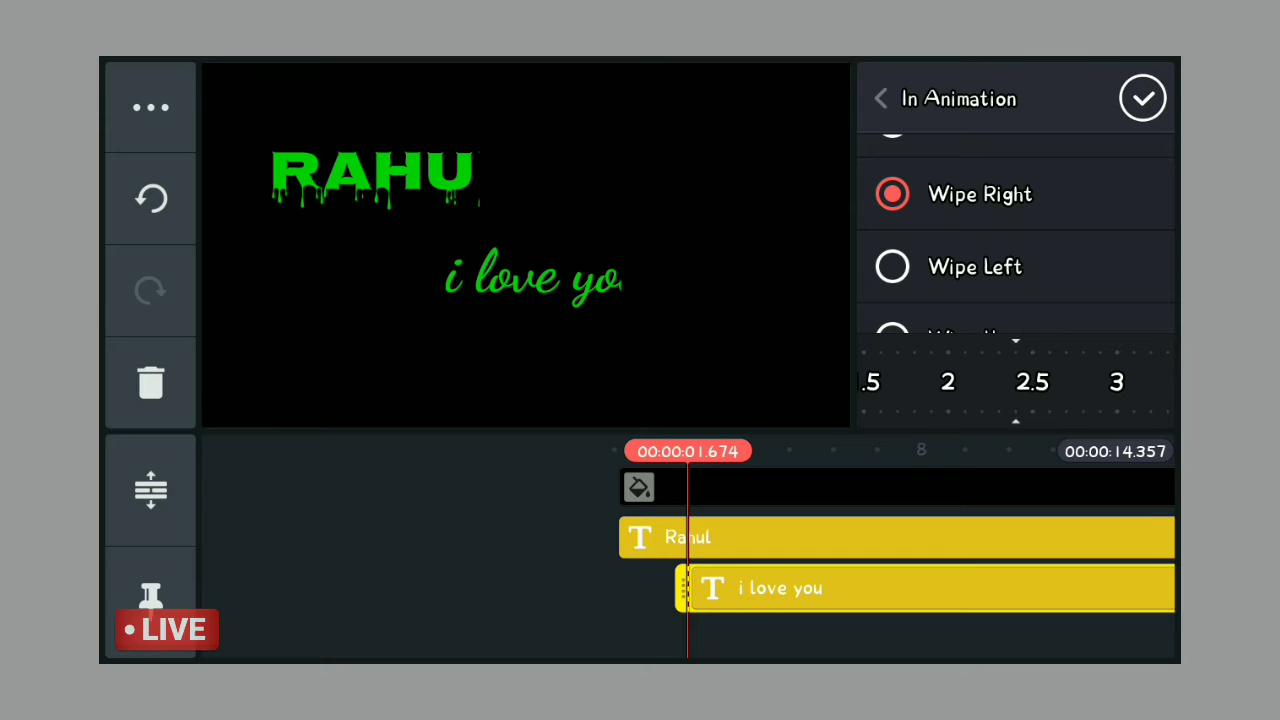 In Animation
RAHU
Wipe Right
i love yo
Wipe Left
.5 2 2.5 3
00:00:01.674
8
00:00:14.357
Rahul
i love you
• LIVE